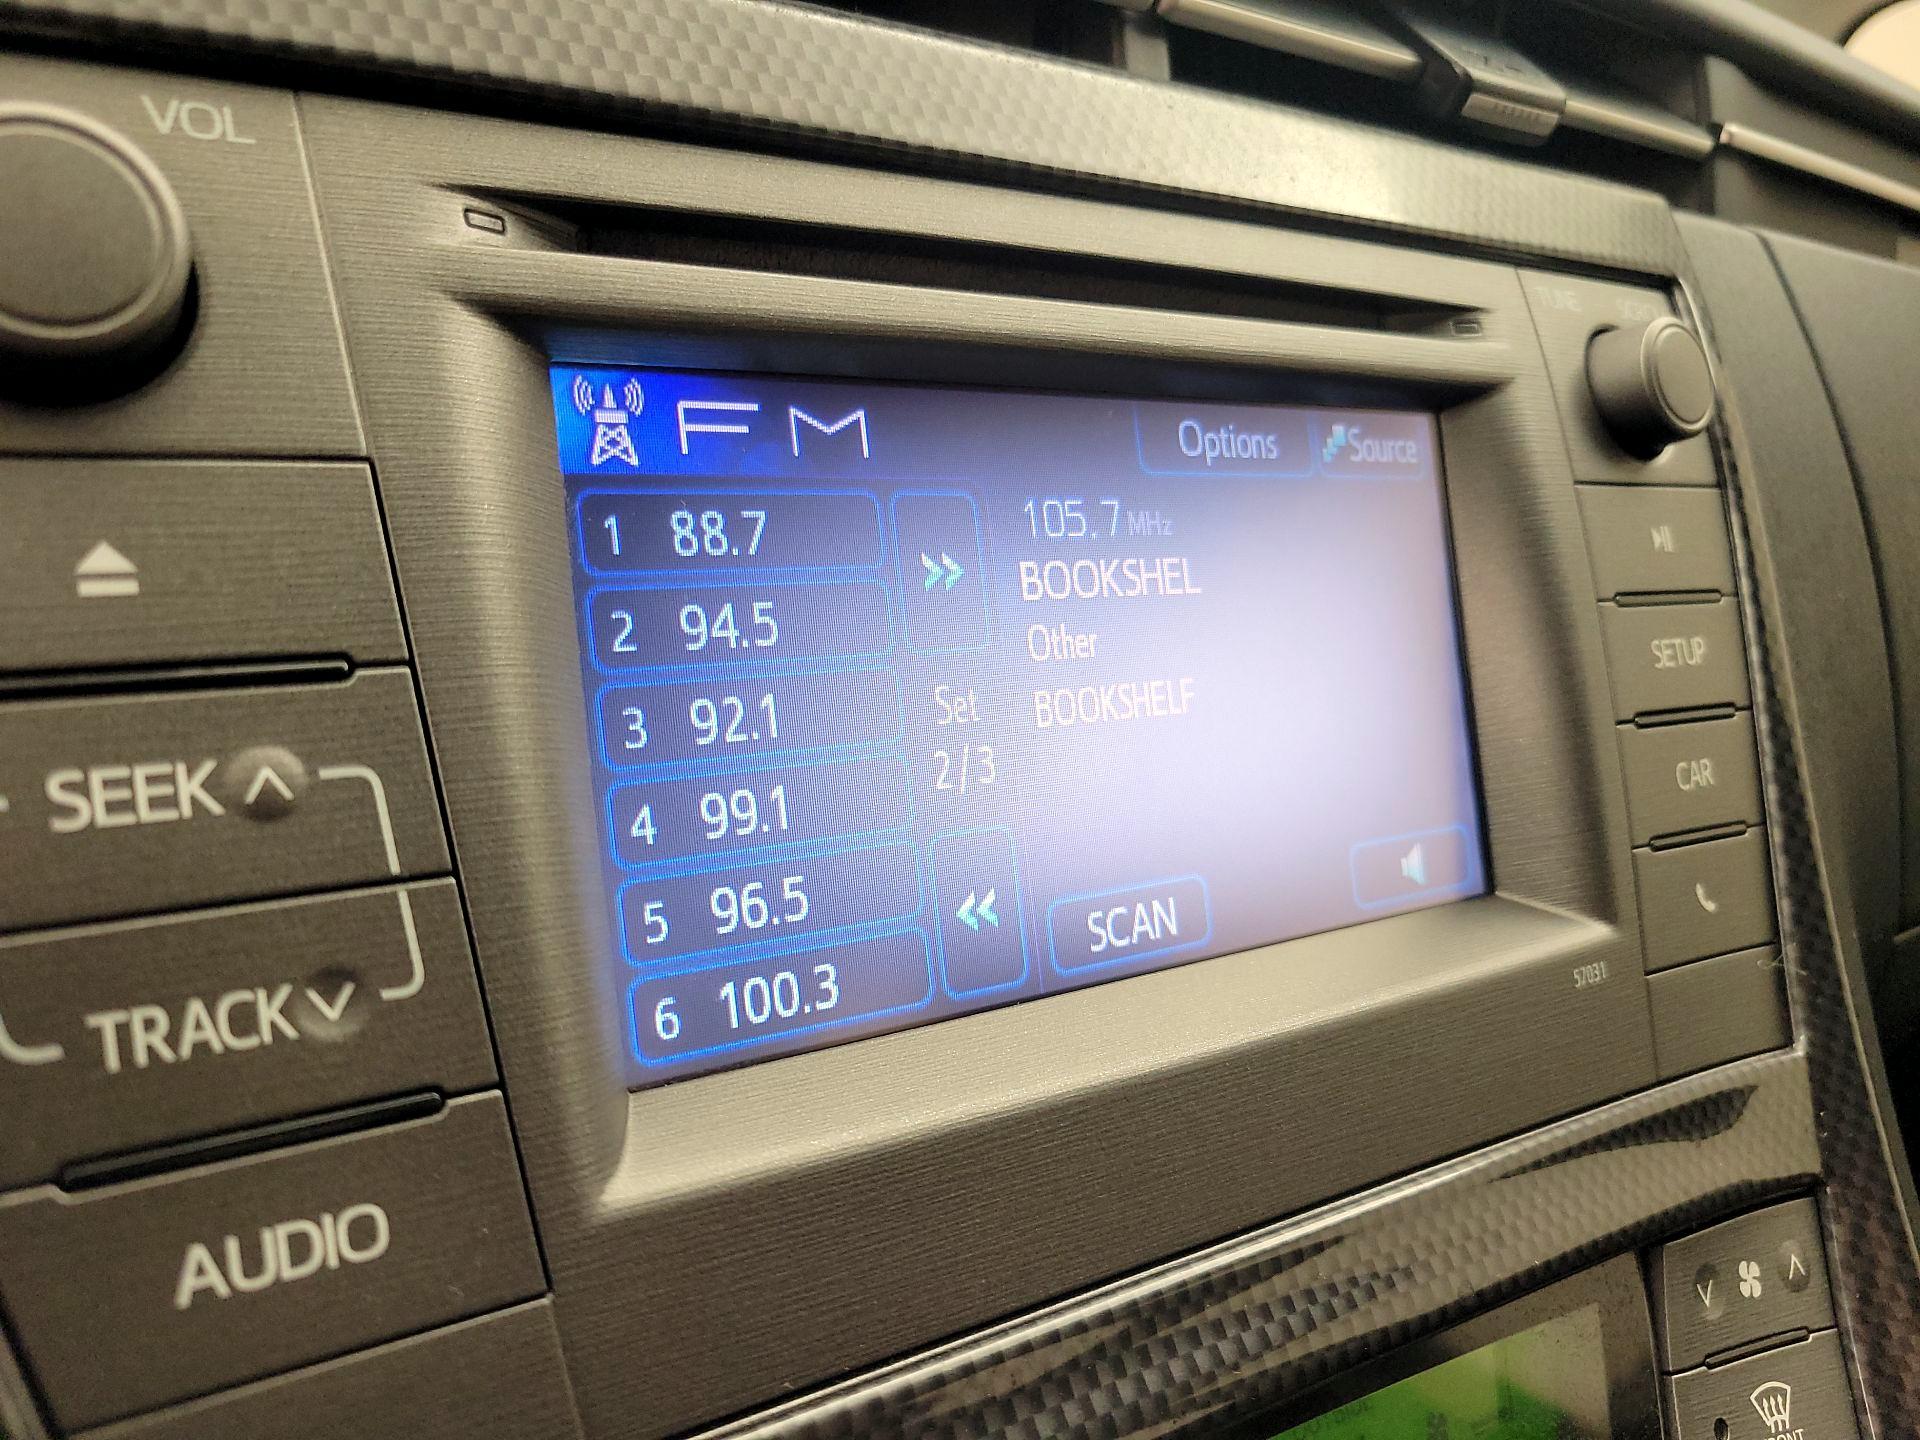 VOL
TUNE
SEEK
TRACK
AUDIO
FM
Options
Source
1 88.7
2 94.5
3 92.1
4 99.1
5 96.5
6 100.3
Set
2/3
105.7 MHz
BOOKSHEL
Other
BOOKSHELF
SCAN
57031
SETUP
CAR